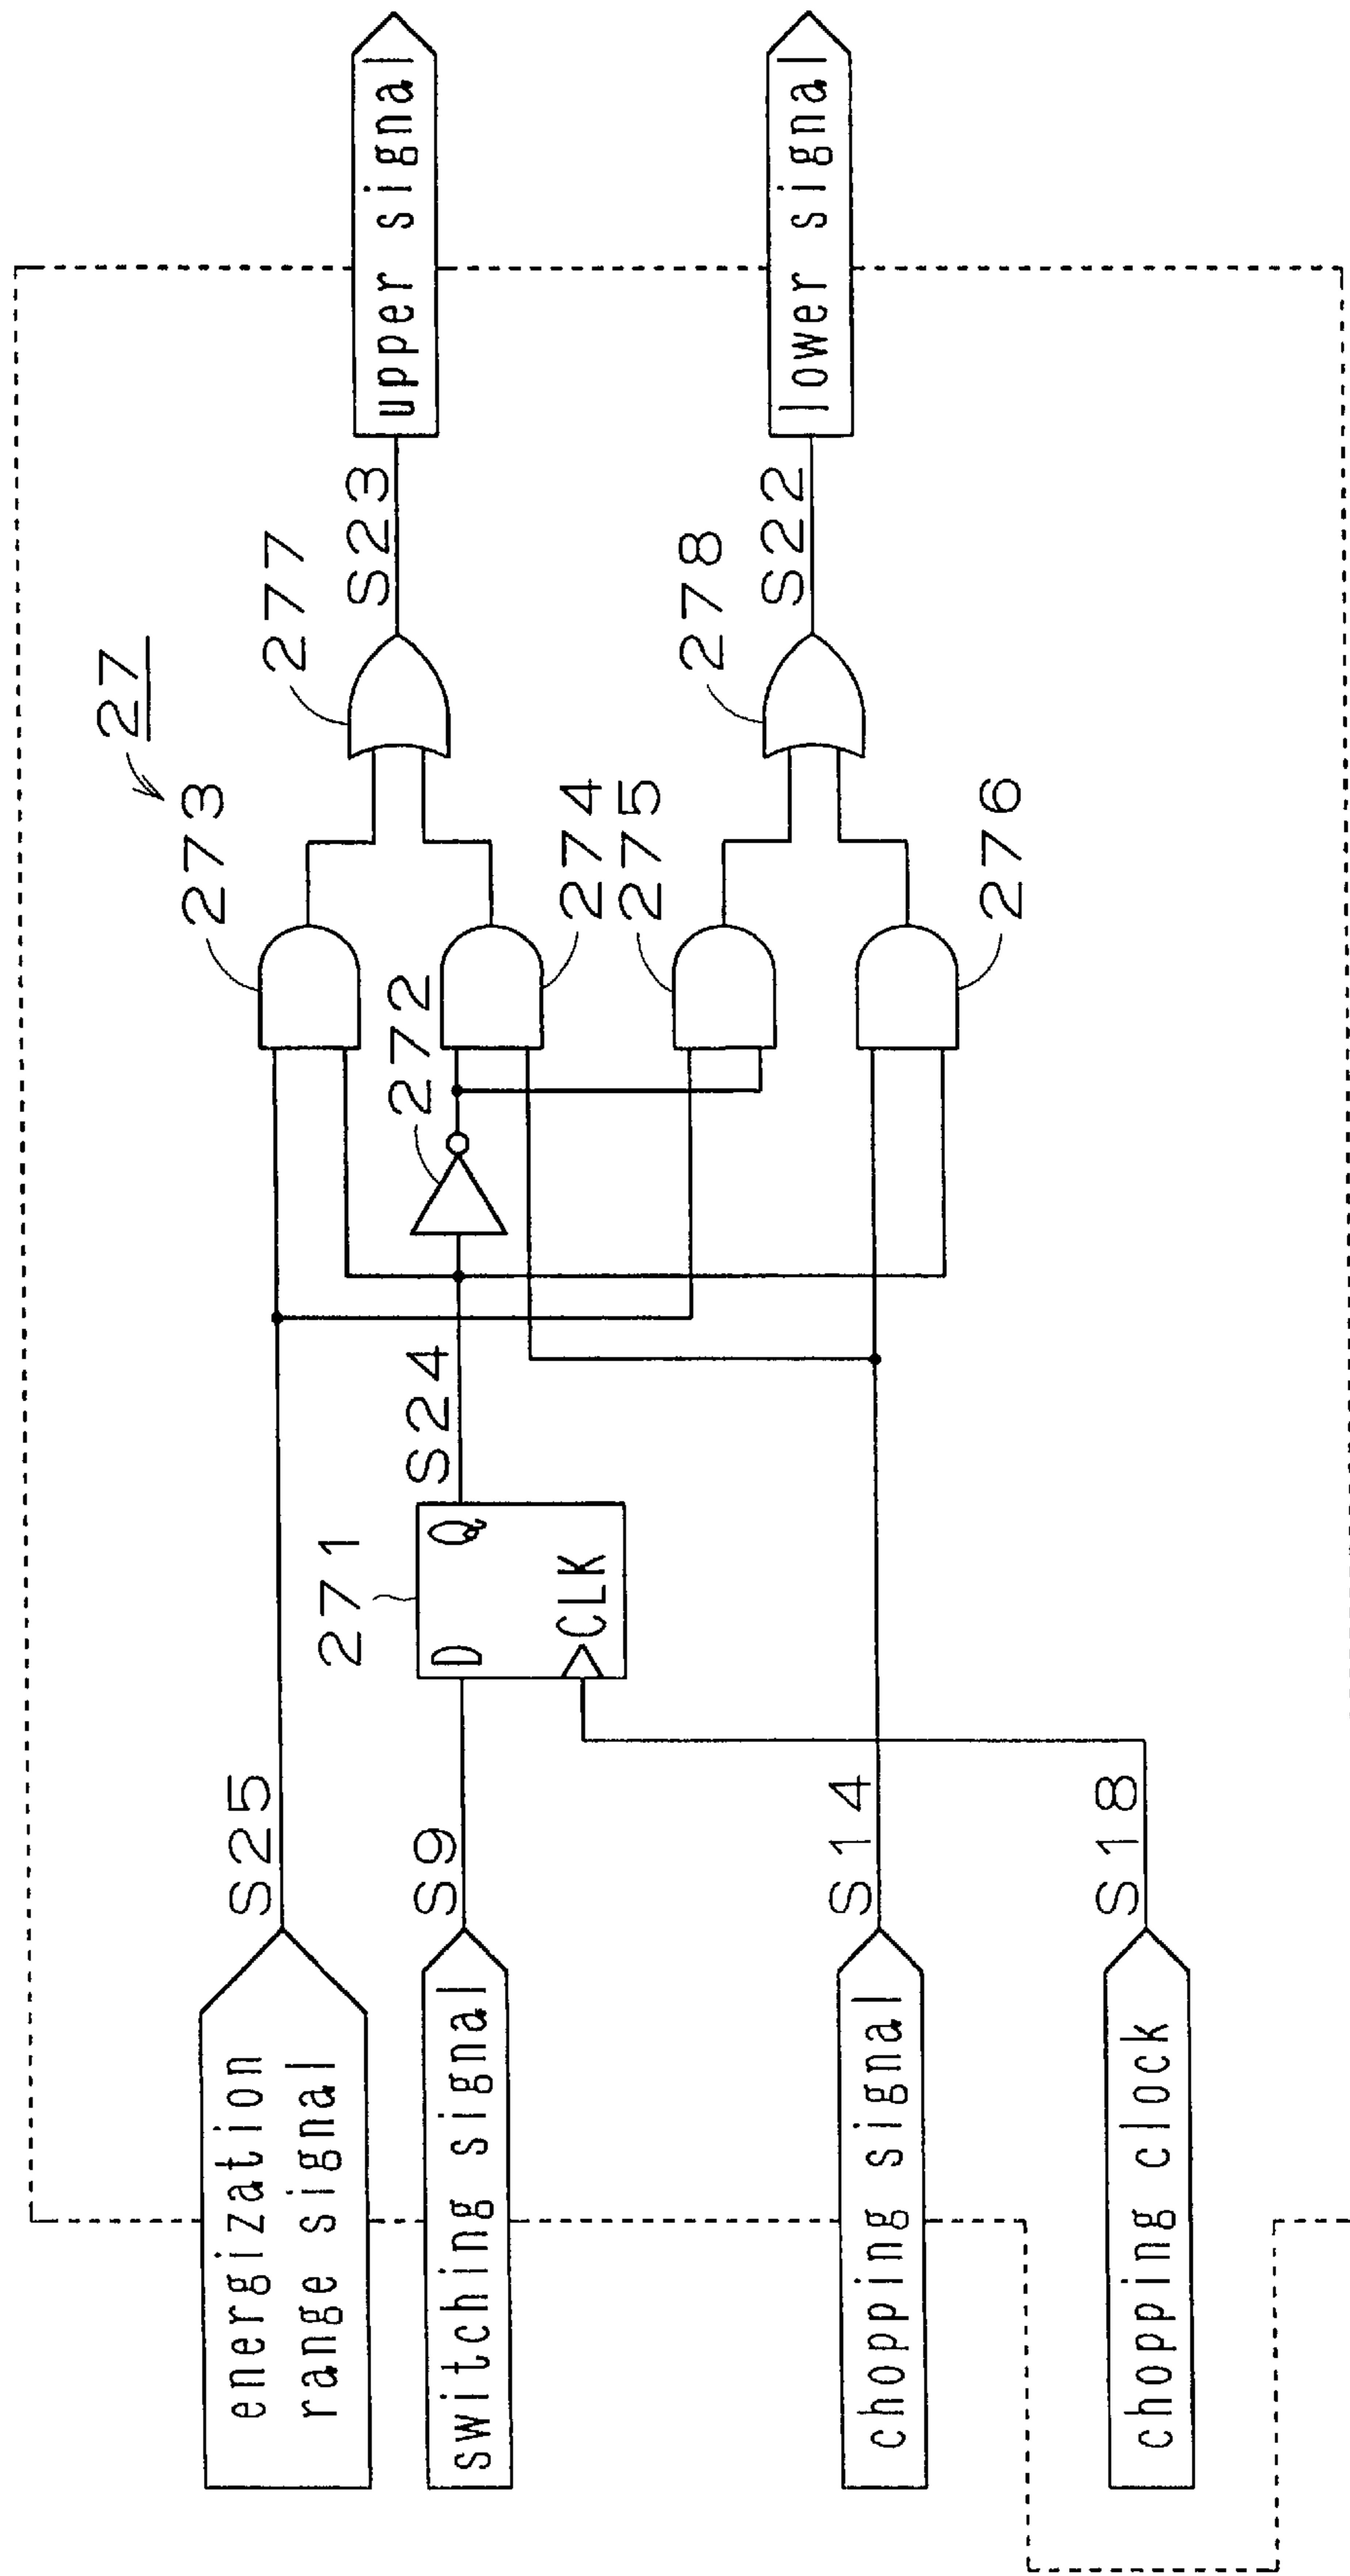 27
energization
range signal
S25
switching signal
S9
chopping signal
S14
chopping clock
S18
271
D
Q
CLK
S24
272
273
274
275
276
277
278
S23
upper signal
S22
lower signal